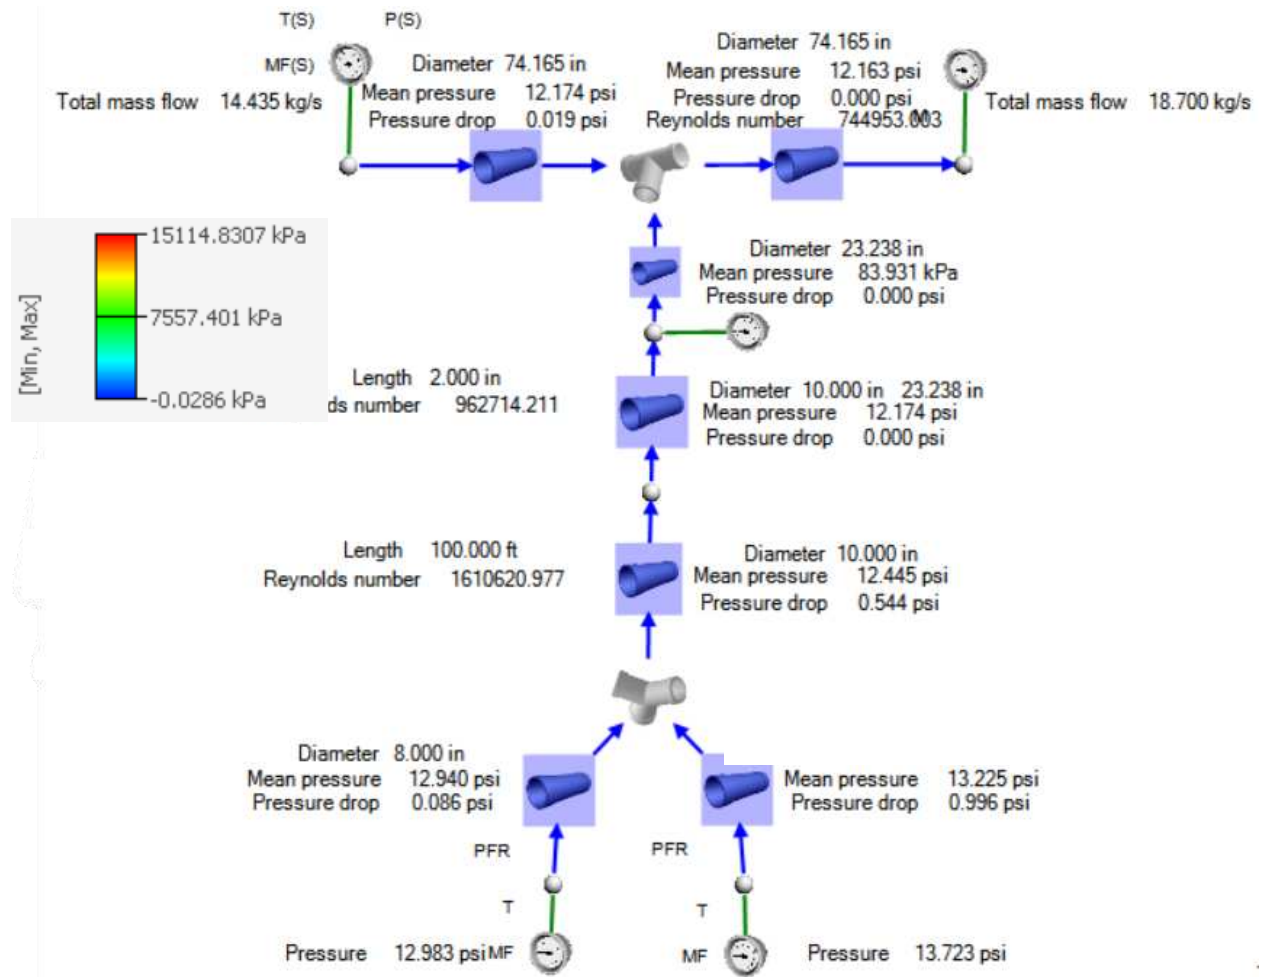 T(S) P(S)
MF(S)
Total mass flow 14.435 kg/s
Diameter 74.165 in
Mean pressure 12.174 psi
Pressure drop 0.019 psi
Diameter 74.165 in
Mean pressure 12.163 psi
Pressure drop 0.000 psi
Reynolds number 744953.003
Total mass flow 18.700 kg/s
[Min, Max]
15114.8307 kPa
7557.401 kPa
-0.0286 kPa
Diameter 23.238 in
Mean pressure 83.931 kPa
Pressure drop 0.000 psi
Length 2.000 in
ds number 962714.211
Diameter 10.000 in 23.238 in
Mean pressure 12.174 psi
Pressure drop 0.000 psi
Length 100.000 ft
Reynolds number 1610620.977
Diameter 10.000 in
Mean pressure 12.445 psi
Pressure drop 0.544 psi
Diameter 8.000 in
Mean pressure 12.940 psi
Pressure drop 0.086 psi
Mean pressure 13.225 psi
Pressure drop 0.996 psi
PFR
PFR
T
T
Pressure 12.983 psi MF
MF Pressure 13.723 psi